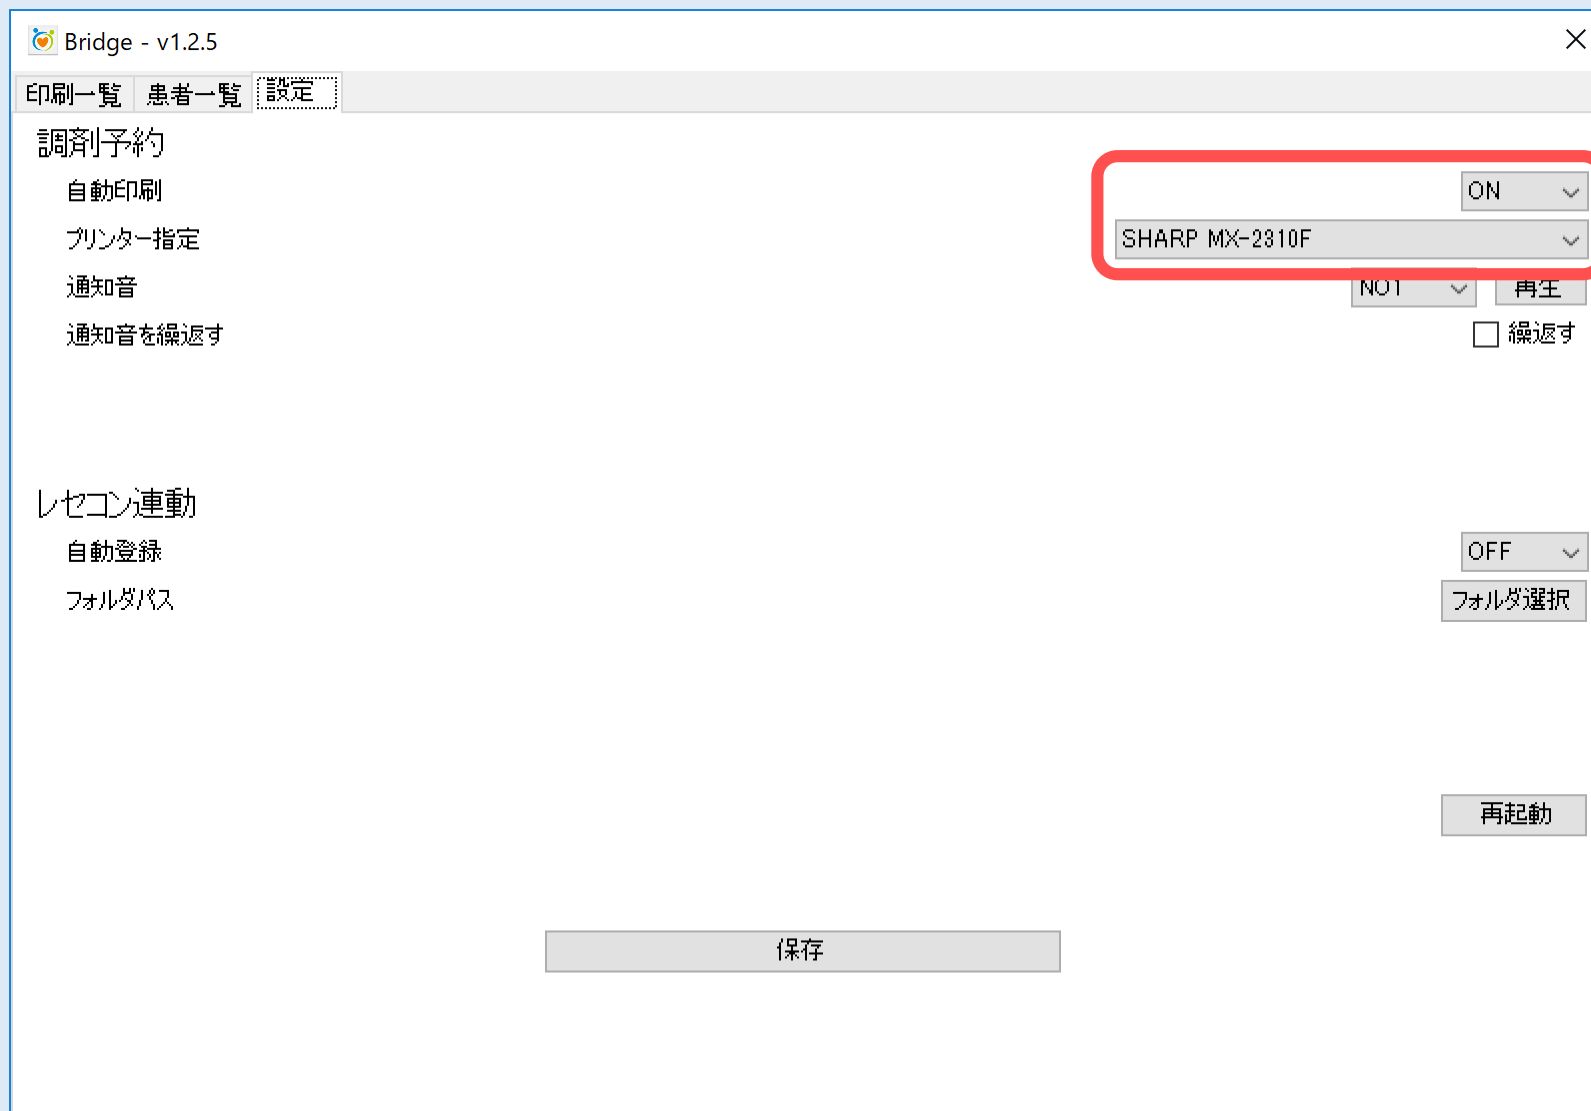 Bridge - v1.2.5
印刷一覧 患者一覧 設定
調剤予約
自動印刷 ON
プリンター指定 SHARP MX-2310F
通知音 NO1 再生
通知音を繰返す 繰返す
レセコン連動
自動登録 OFF
フォルダパス フォルダ選択
再起動
保存